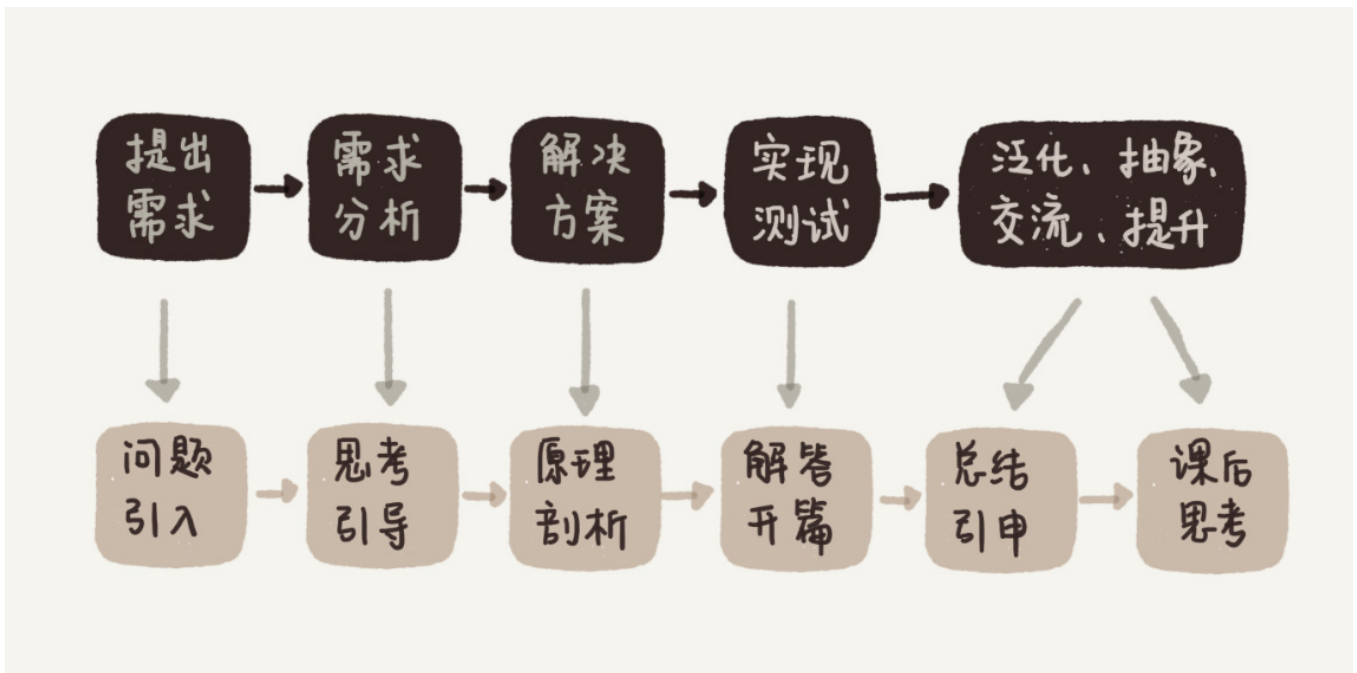 提出
需求
需求
分析
解决
方案
实现
测试
泛化、抽象、
交流、提升
问题
引入
思考
引导
原理
剖析
解答
开篇
总结
引申
课后
思考